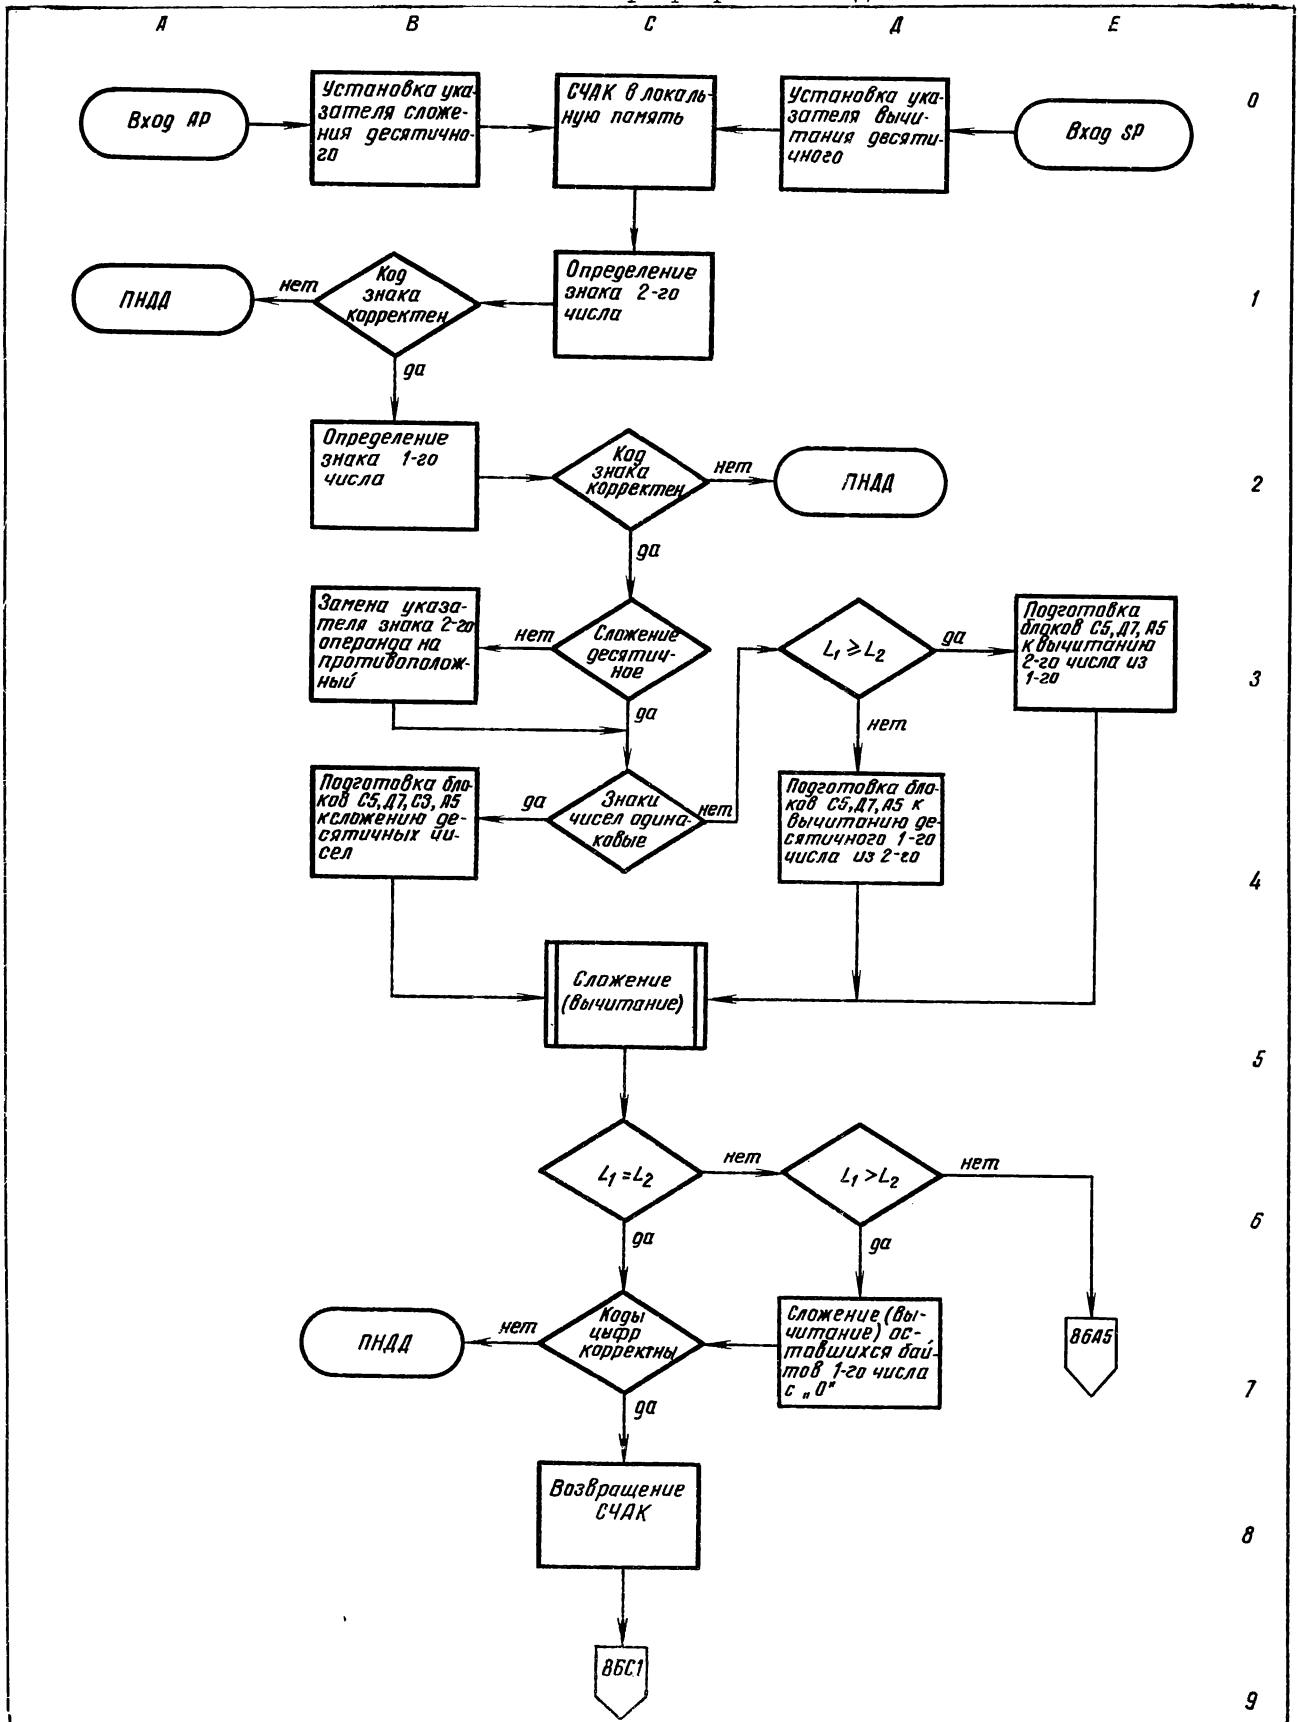 А В С Д Е
0
1
2
3
4
5
6
7
8
9
Вход АР
Установка ука-
зателя сложе-
ния десятично-
го
СЧАК в локаль-
ную память
Установка ука-
зателя вычи-
тания десяти-
чного
Вход SP
ПНДД
нет
Код
знака
корректен
да
Определение
знака 2-го
числа
Определение
знака 1-го
числа
Код
знака
корректен
нет
да
ПНДД
Замена указа-
теля знака 2-го
операнда на
противополож-
ный
нет
Сложение
десятич-
ное
да
L1 ≥ L2
да
нет
Подготовка
блоков С5, Д7, А5
к вычитанию
2-го числа из
1-го
Подготовка бло-
ков С5, Д7, С3, А5
к сложению де-
сятичных чи-
сел
да
Знаки
чисел одина-
ковые
нет
Подготовка бло-
ков С5, Д7, А5 к
вычитанию де-
сятичного 1-го
числа из 2-го
Сложение
(вычитание)
L1 = L2
нет
да
L1 > L2
нет
да
ПНДД
нет
Коды
цифр
корректны
да
Сложение (вы-
читание) ос-
тавшихся бай-
тов 1-го числа
с „0"
86А5
Возвращение
СЧАК
8БС1